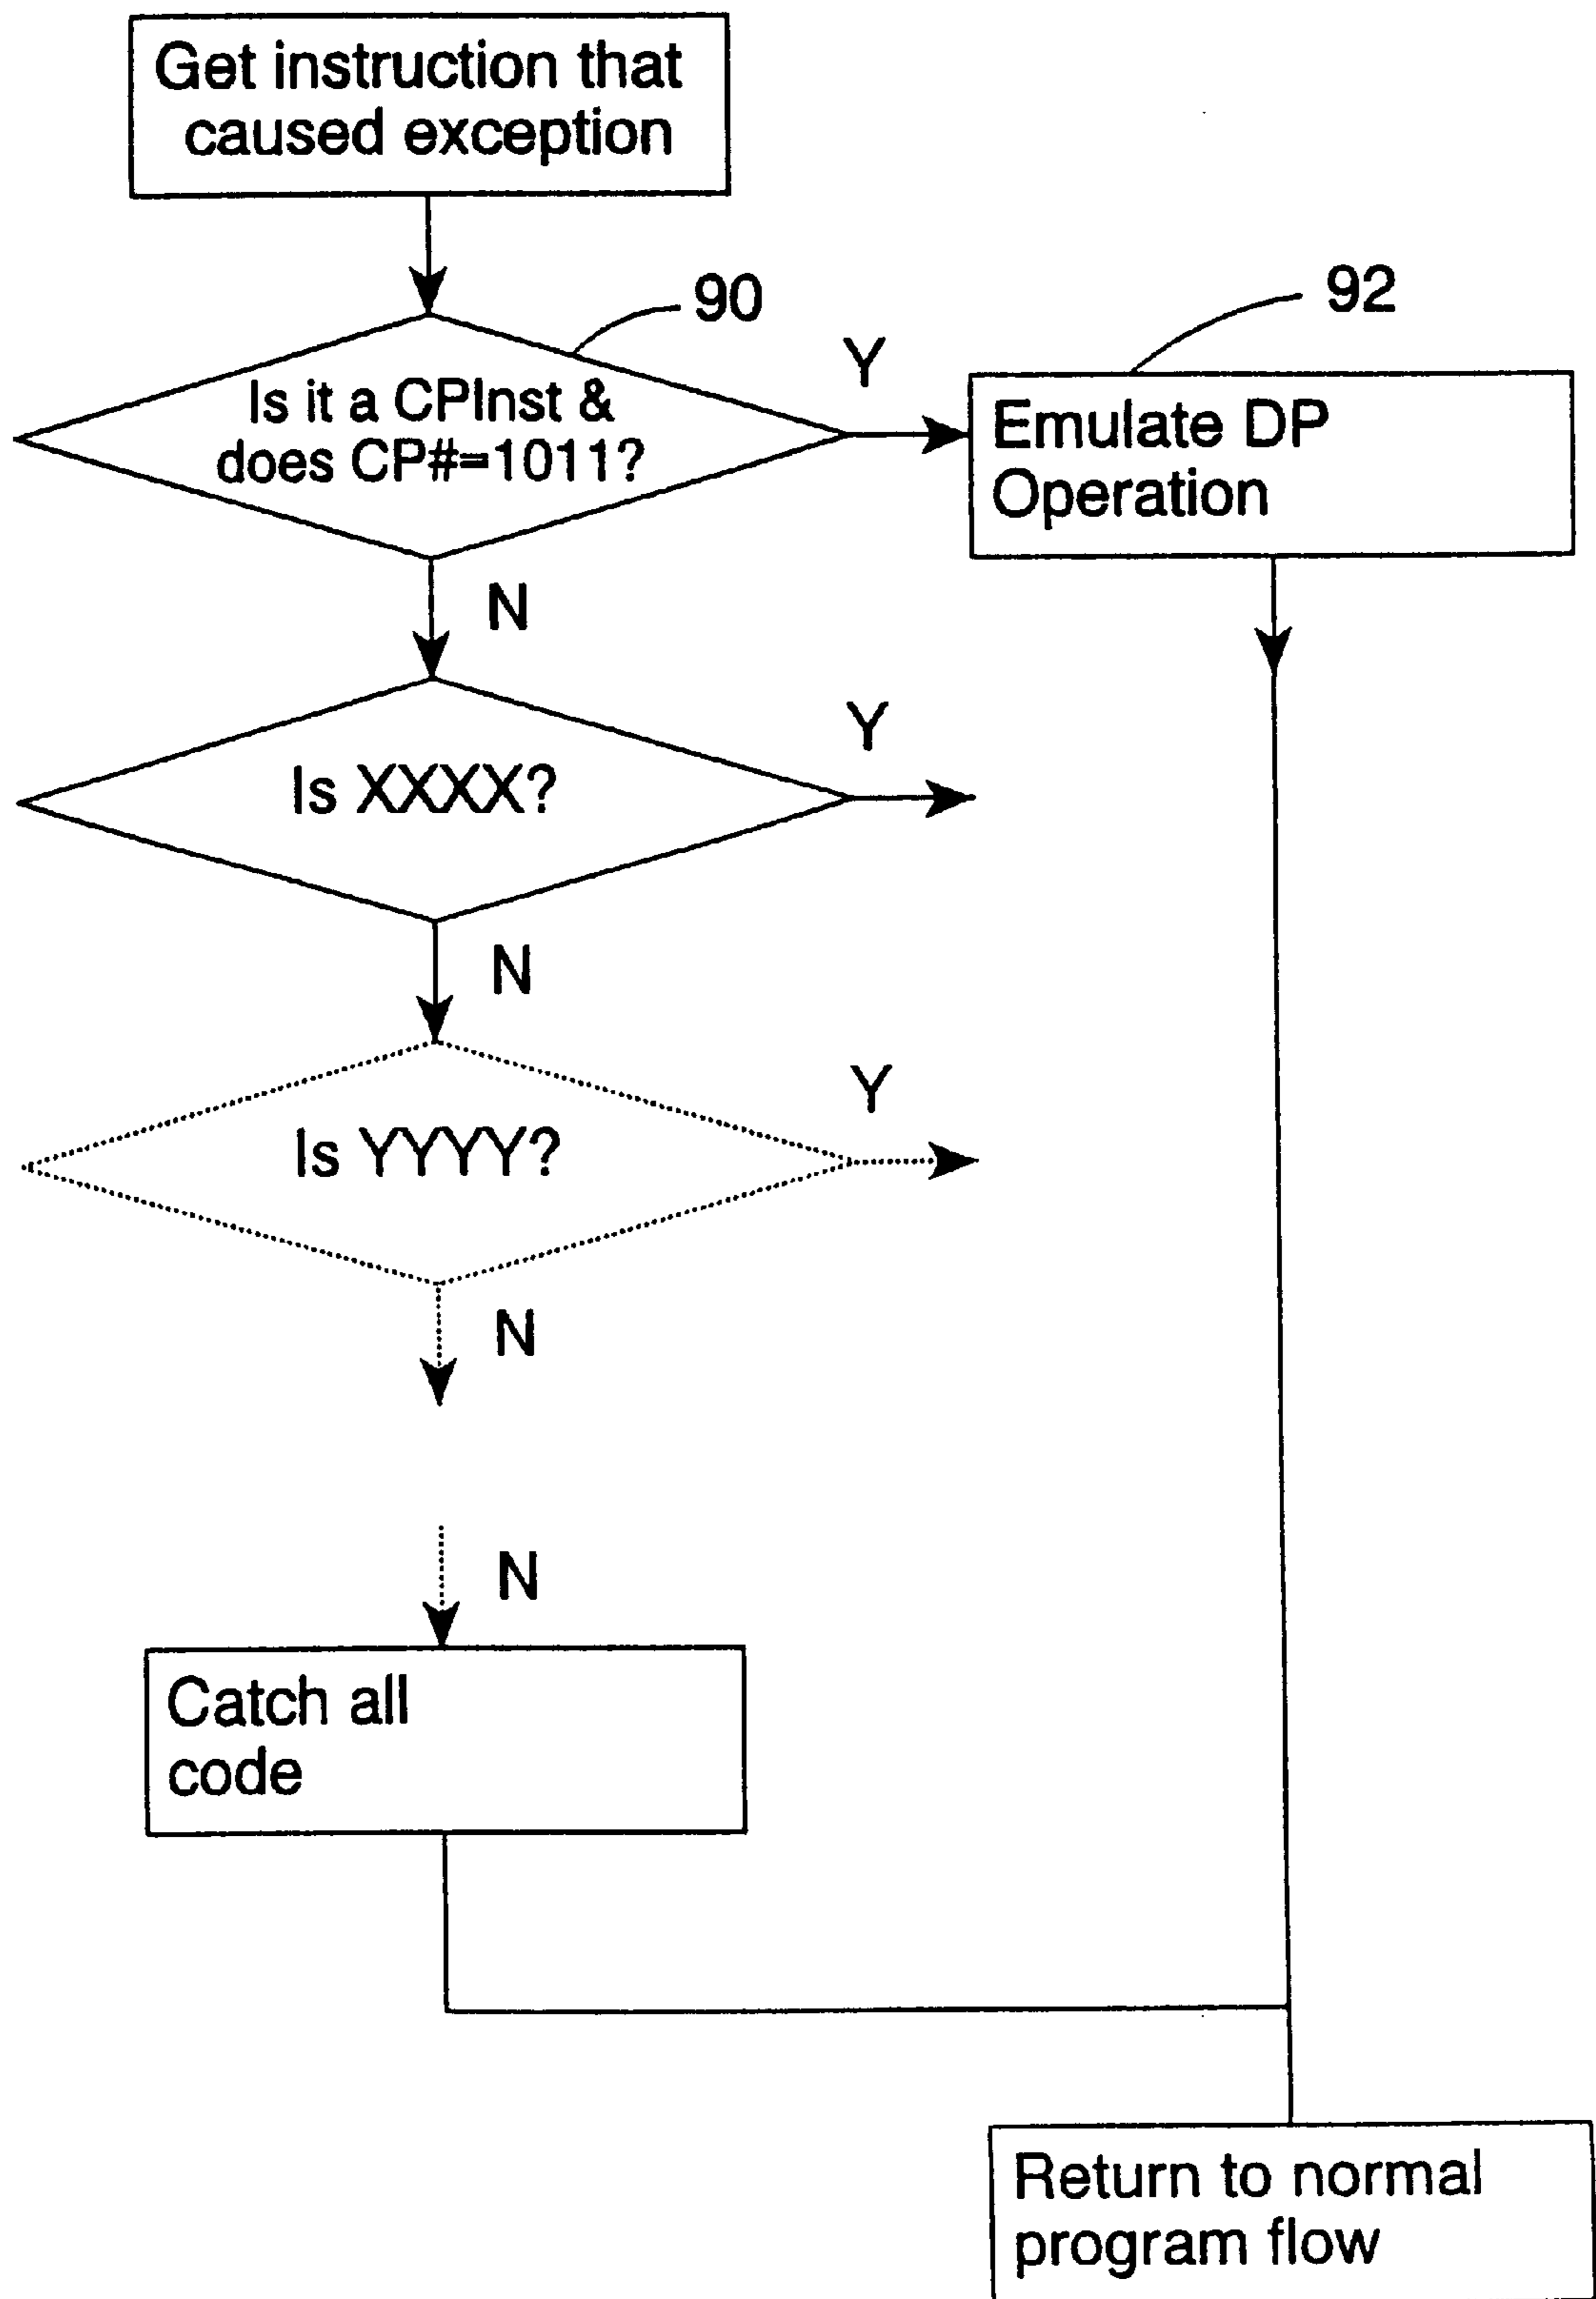 Get instruction that
caused exception
90
92
Y
Is it a CPInst &
does CP#=1011?
Emulate DP
Operation
N
Y
Is XXXX?
N
Y
Is YYYY?
N
N
Catch all
code
Return to normal
program flow